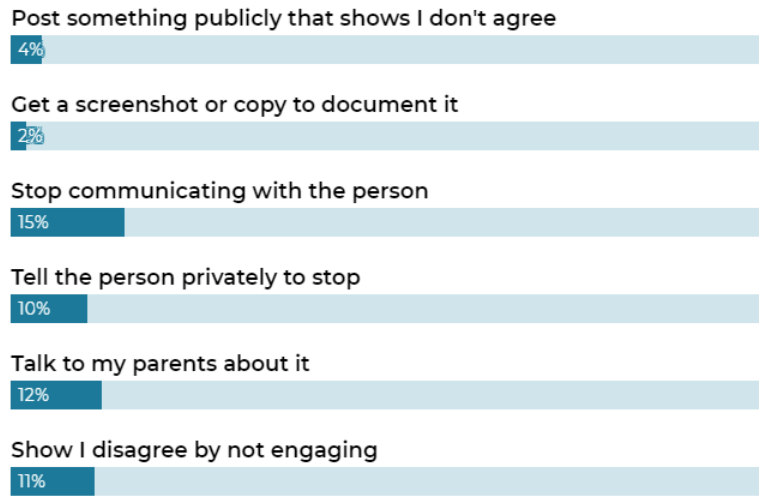 Post something publicly that shows I don't agree
4%
Get a screenshot or copy to document it
2%
Stop communicating with the person
15%
Tell the person privately to stop
10%
Talk to my parents about it
12%
Show I disagree by not engaging
11%